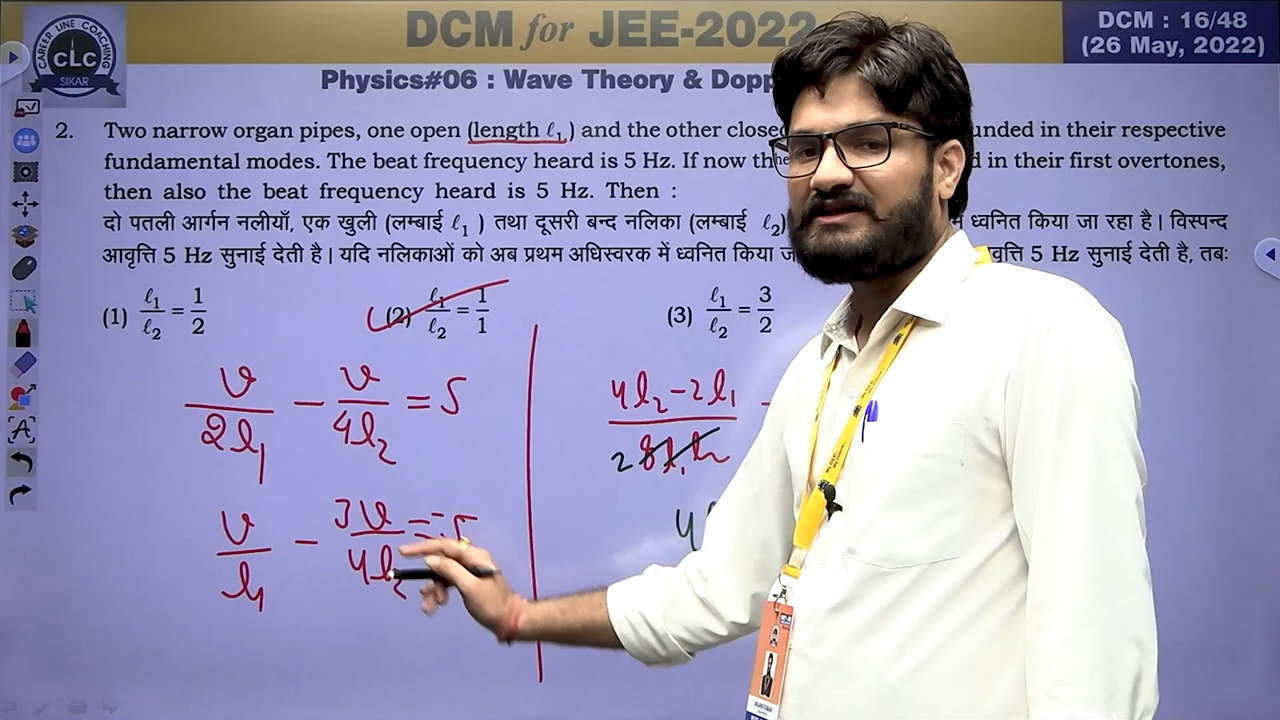 DCM for JEE-2022
DCM : 16/48
(26 May, 2022)
CAREER LINE COACHING
CLC
SIKAR
Physics#06 : Wave Theory & Dopp
2. Two narrow organ pipes, one open (length ℓ₁) and the other closed unded in their respective
fundamental modes. The beat frequency heard is 5 Hz. If now the d in their first overtones,
then also the beat frequency heard is 5 Hz. Then :
दो पतली आर्गन नलीयाँ, एक खुली (लम्बाई ℓ₁ ) तथा दूसरी बन्द नलिका (लम्बाई ℓ₂) में ध्वनित किया जा रहा है। विस्पन्द
आवृत्ति 5 Hz सुनाई देती है। यदि नलिकाओं को अब प्रथम अधिस्वरक में ध्वनित किया ज वृत्ति 5 Hz सुनाई देती है, तबः
(1) ℓ₁/ℓ₂ = 1/2 (2) ℓ₁/ℓ₂ = 1/1 (3) ℓ₁/ℓ₂ = 3/2
v/2l₁ − v/4l₂ = 5
4l₂−2l₁ / 8l₁l₂ −
2
v/l₁ − 3v/4l₂ = 5
4